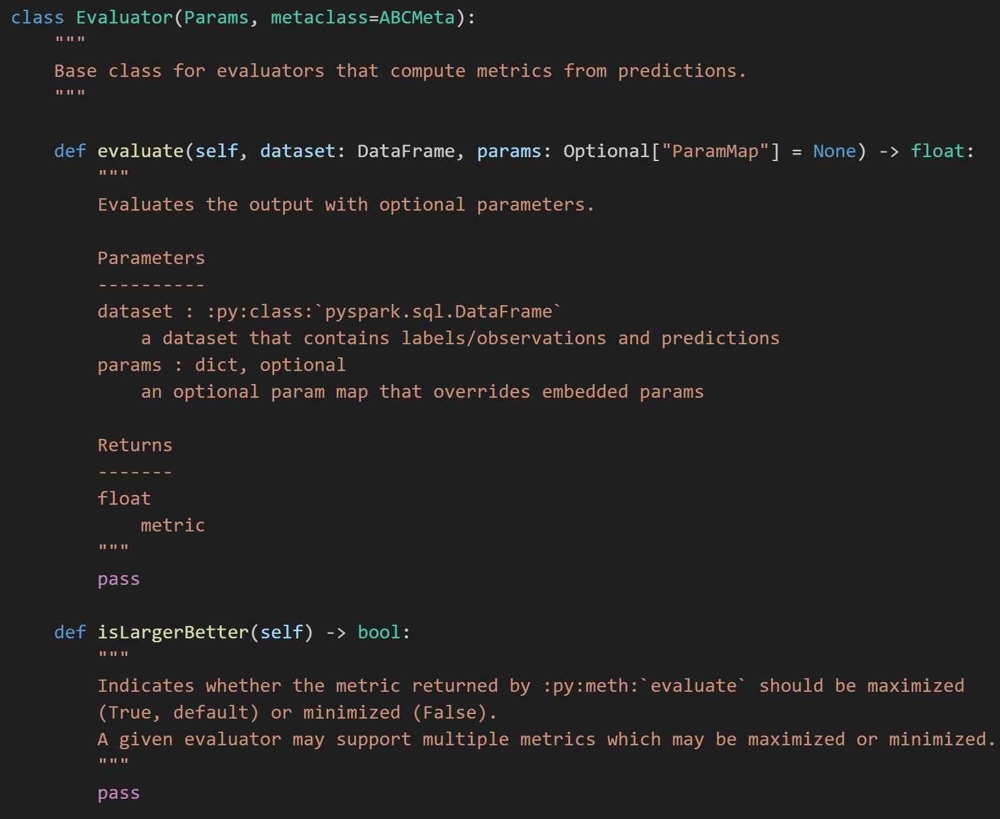 class Evaluator(Params, metaclass=ABCMeta):
    """
    Base class for evaluators that compute metrics from predictions.
    """

    def evaluate(self, dataset: DataFrame, params: Optional["ParamMap"] = None) -> float:
        """
        Evaluates the output with optional parameters.

        Parameters
        ----------
        dataset : :py:class:`pyspark.sql.DataFrame`
            a dataset that contains labels/observations and predictions
        params : dict, optional
            an optional param map that overrides embedded params

        Returns
        -------
        float
            metric
        """
        pass

    def isLargerBetter(self) -> bool:
        """
        Indicates whether the metric returned by :py:meth:`evaluate` should be maximized
        (True, default) or minimized (False).
        A given evaluator may support multiple metrics which may be maximized or minimized.
        """
        pass